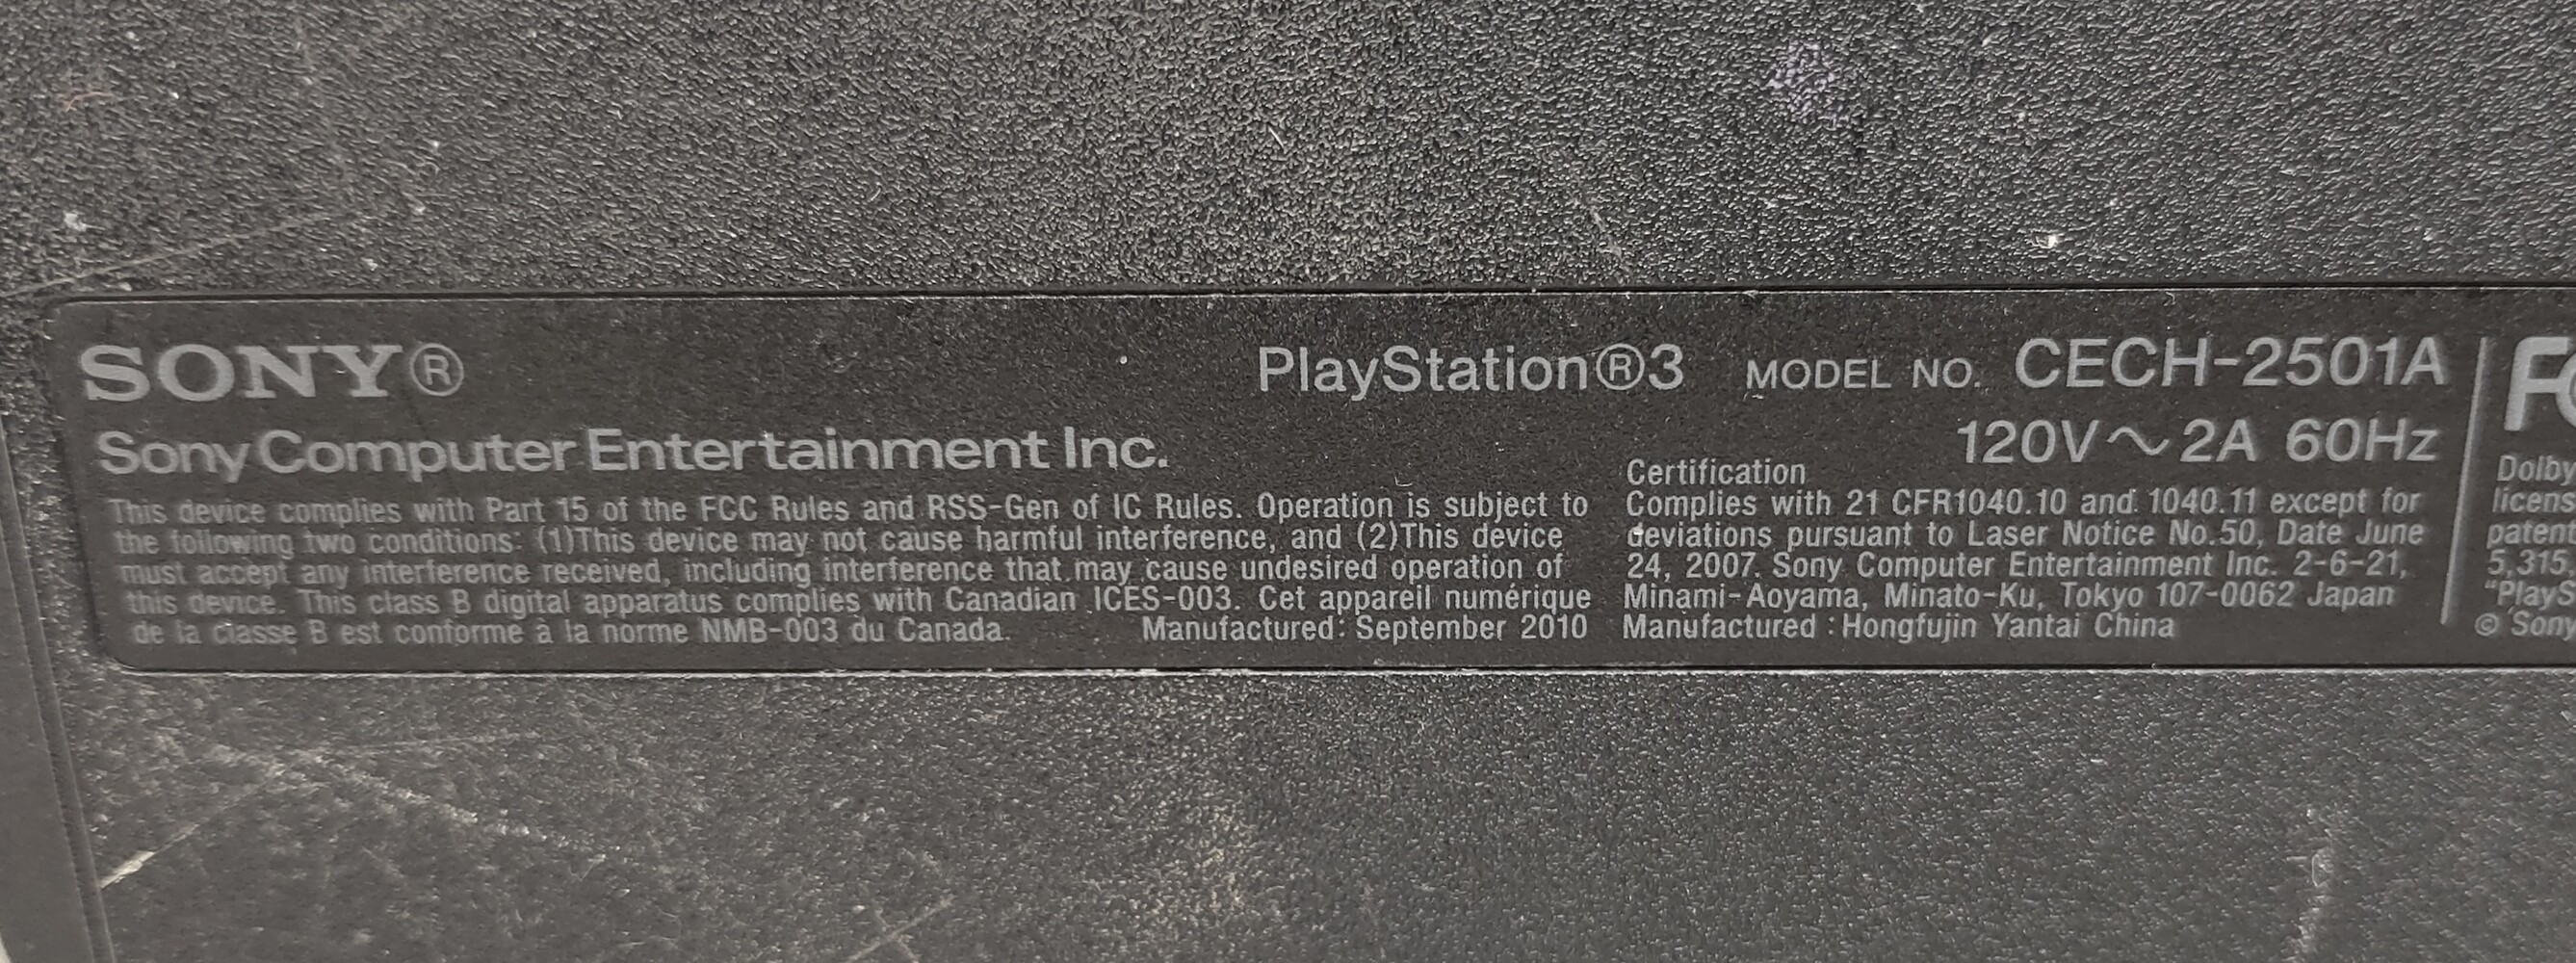 SONY®
PlayStation®3 MODEL NO. CECH-2501A
Sony Computer Entertainment Inc.
120V～2A 60Hz
This device complies with Part 15 of the FCC Rules and RSS-Gen of IC Rules. Operation is subject to
the following two conditions: (1)This device may not cause harmful interference, and (2)This device
must accept any interference received, including interference that may cause undesired operation of
this device. This class B digital apparatus complies with Canadian ICES-003. Cet appareil numérique
de la classe B est conforme à la norme NMB-003 du Canada.
Manufactured: September 2010
Certification
Complies with 21 CFR1040.10 and 1040.11 except for
deviations pursuant to Laser Notice No.50, Date June
24, 2007. Sony Computer Entertainment Inc. 2-6-21,
Minami-Aoyama, Minato-Ku, Tokyo 107-0062 Japan
Manufactured : Hongfujin Yantai China
Dolby
5,315,
© Sony